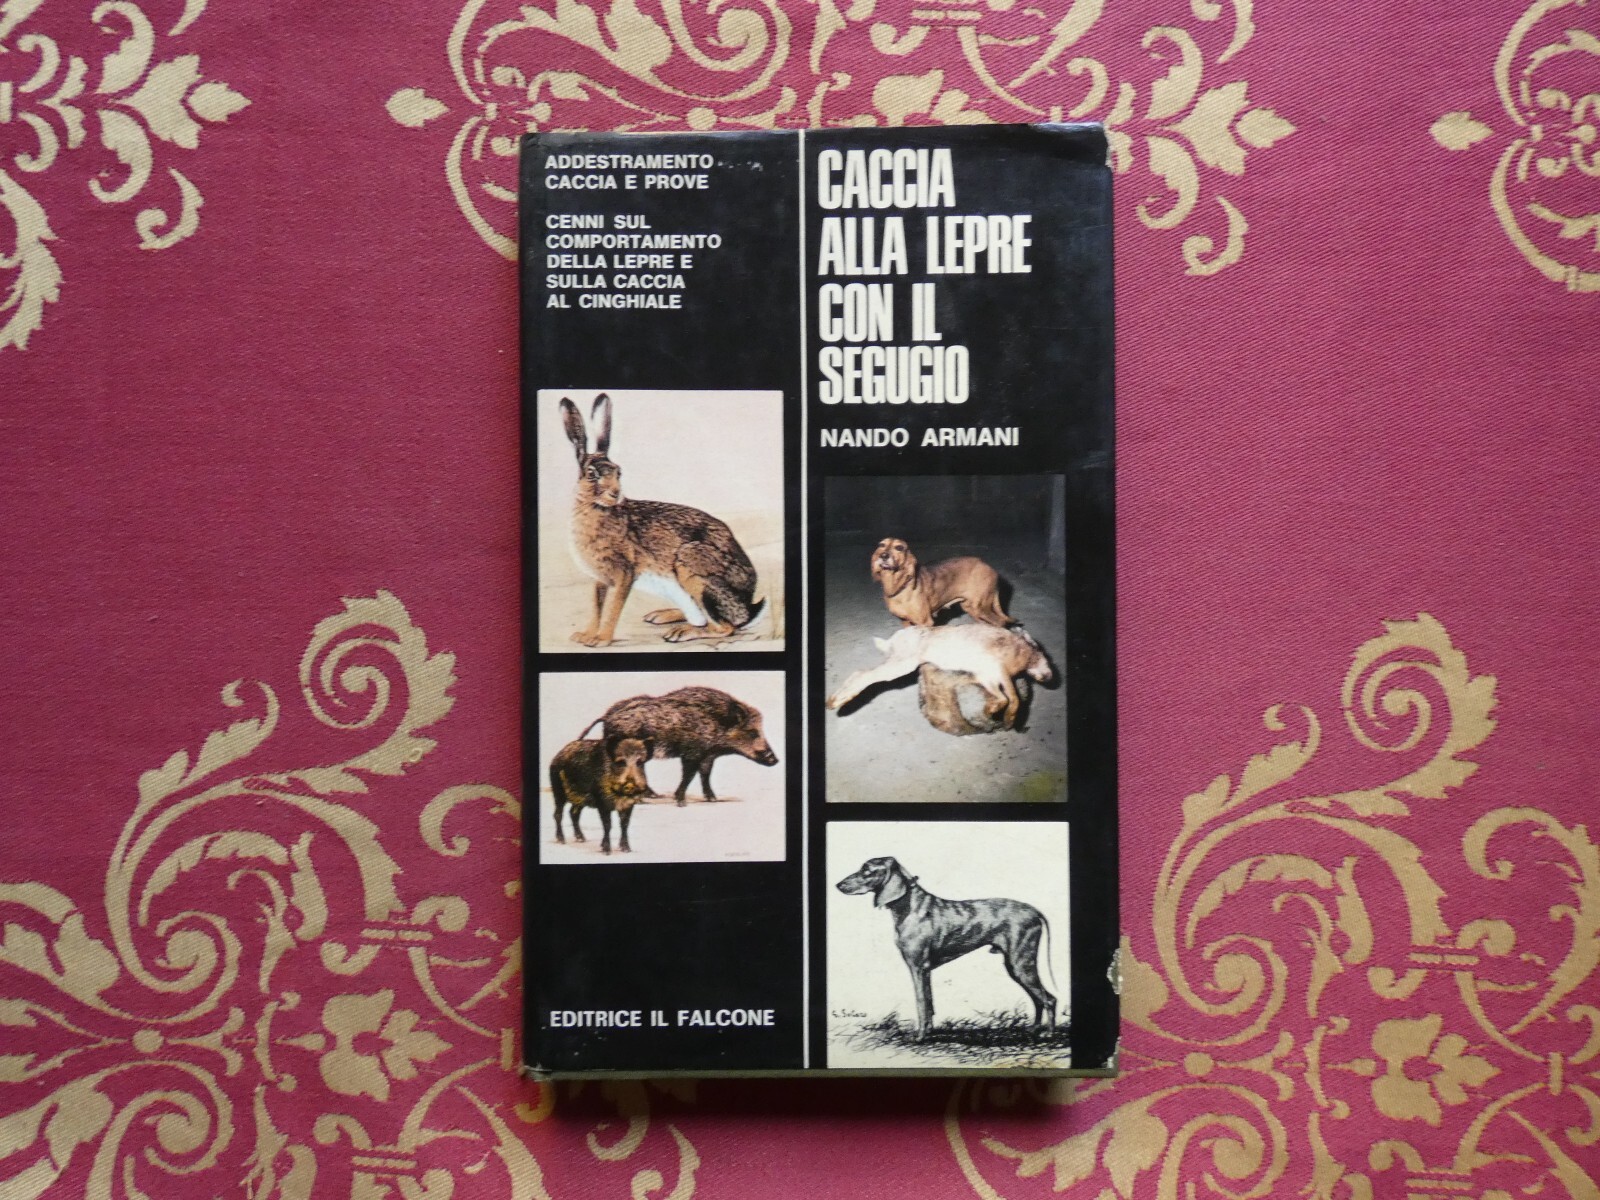 ADDESTRAMENTO
CACCIA E PROVE
CENNI SUL
COMPORTAMENTO
DELLA LEPRE E
SULLA CACCIA
AL CINGHIALE
EDITRICE IL FALCONE
CACCIA
ALLA LEPRE
CON IL
SEGUGIO
NANDO ARMANI